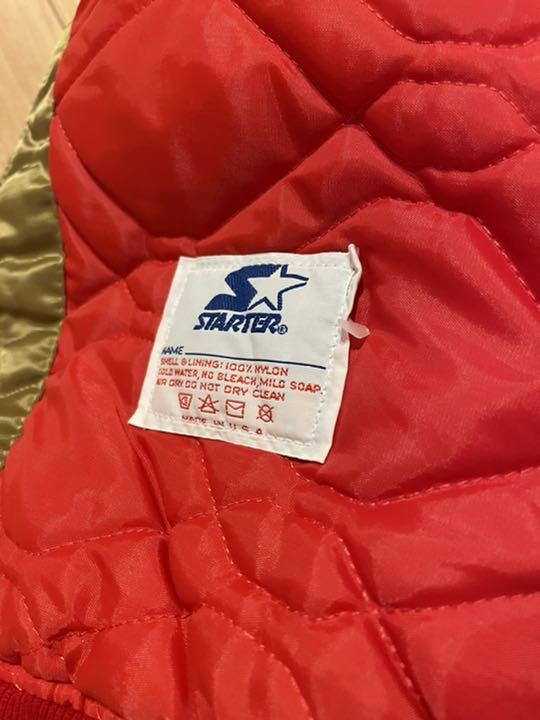 STARTER®
NAME
SHELL & LINING: 100% NYLON
COLD WATER, NO BLEACH, MILD SOAP
AIR DRY DO NOT DRY CLEAN
MADE IN U.S.A